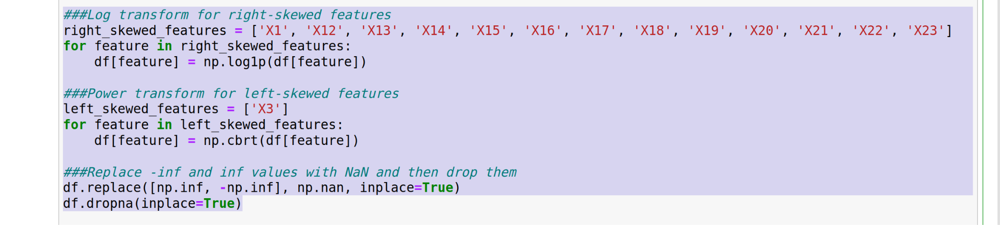 ###Log transform for right-skewed features
right_skewed_features = ['X1', 'X12', 'X13', 'X14', 'X15', 'X16', 'X17', 'X18', 'X19', 'X20', 'X21', 'X22', 'X23']
for feature in right_skewed_features:
    df[feature] = np.log1p(df[feature])

###Power transform for left-skewed features
left_skewed_features = ['X3']
for feature in left_skewed_features:
    df[feature] = np.cbrt(df[feature])

###Replace -inf and inf values with NaN and then drop them
df.replace([np.inf, -np.inf], np.nan, inplace=True)
df.dropna(inplace=True)